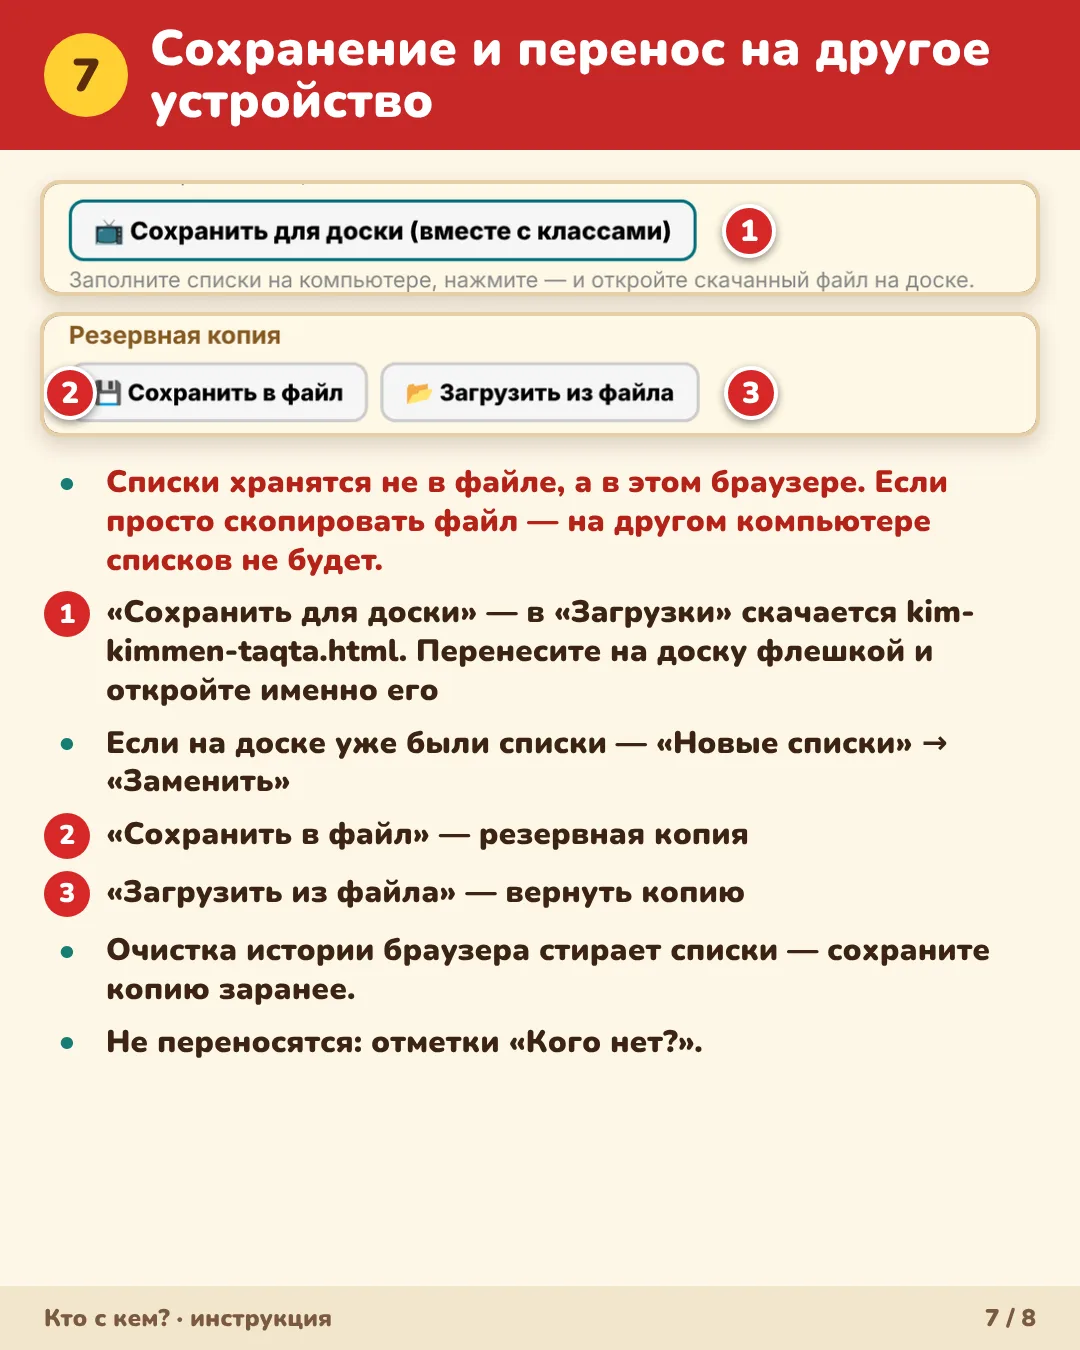 7
Сохранение и перенос на другое
устройство
📺 Сохранить для доски (вместе с классами)
1
Заполните списки на компьютере, нажмите — и откройте скачанный файл на доске.
Резервная копия
2
💾 Сохранить в файл
📂 Загрузить из файла
3
• Списки хранятся не в файле, а в этом браузере. Если
просто скопировать файл — на другом компьютере
списков не будет.
1 «Сохранить для доски» — в «Загрузки» скачается kim-
kimmen-taqta.html. Перенесите на доску флешкой и
откройте именно его
• Если на доске уже были списки — «Новые списки» →
«Заменить»
2 «Сохранить в файл» — резервная копия
3 «Загрузить из файла» — вернуть копию
• Очистка истории браузера стирает списки — сохраните
копию заранее.
• Не переносятся: отметки «Кого нет?».
Кто с кем? · инструкция
7 / 8